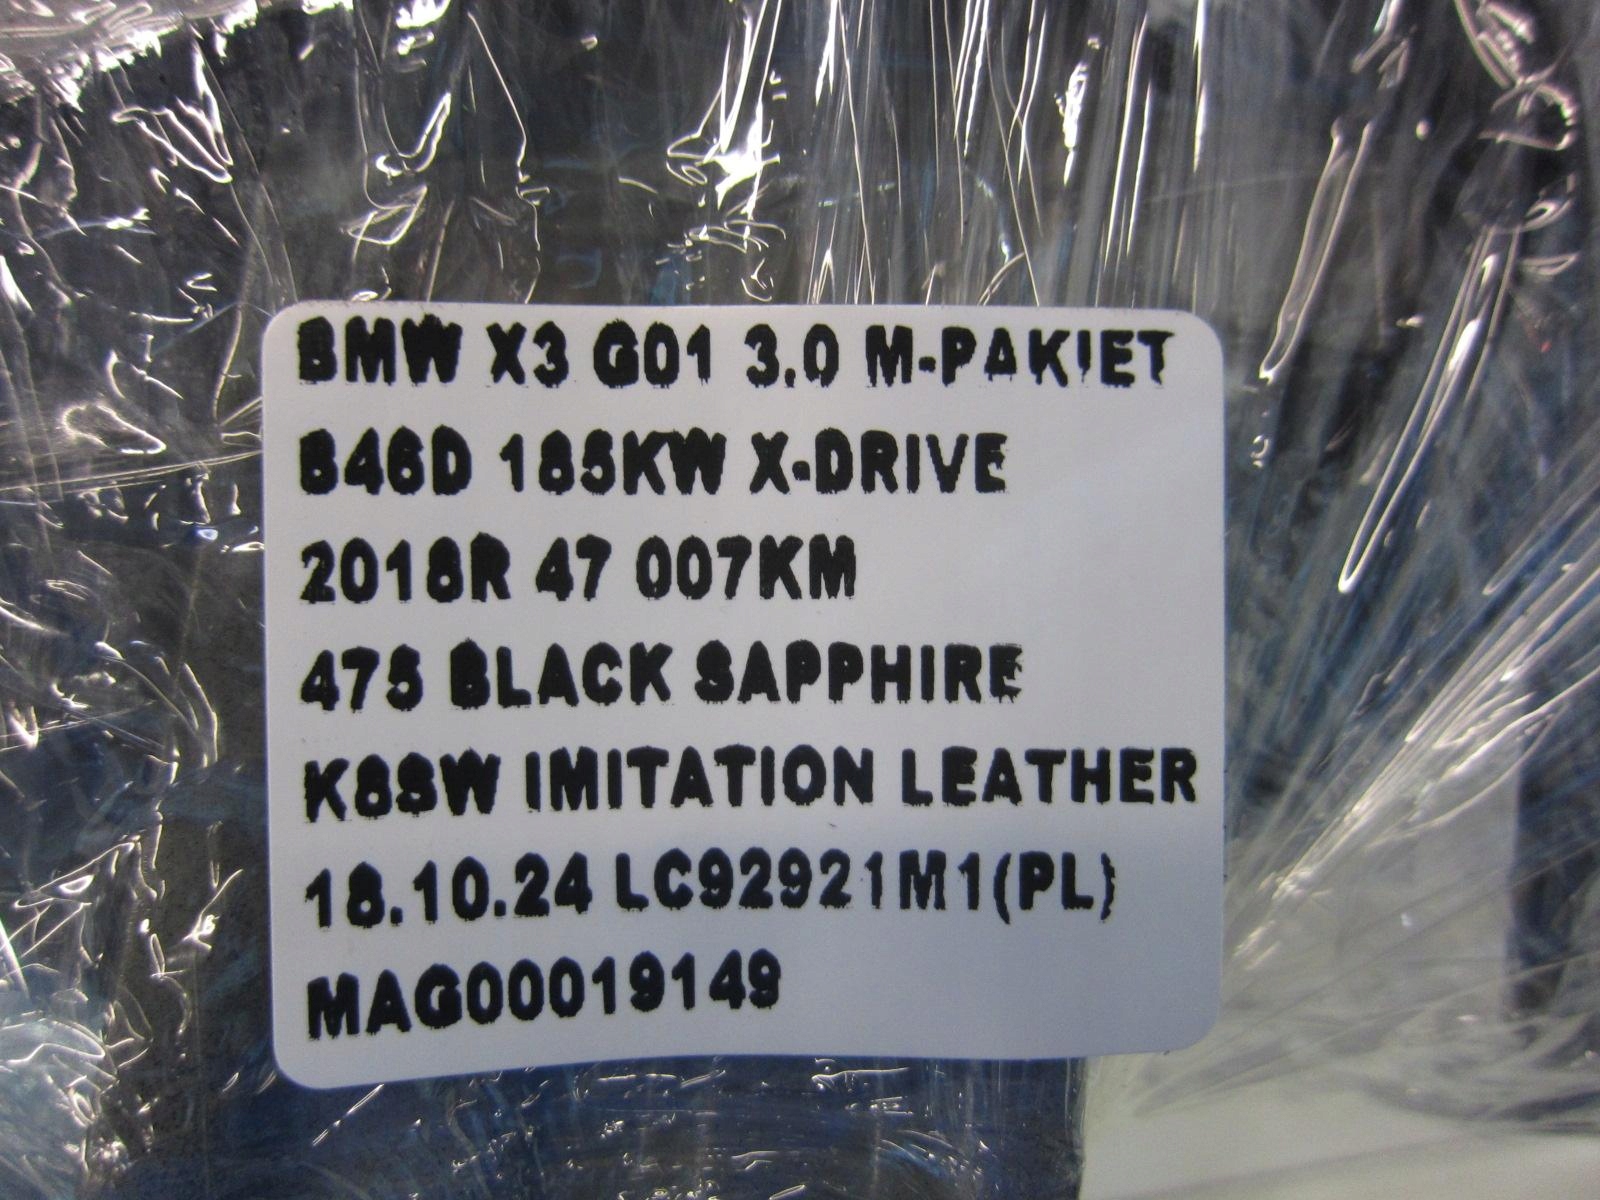 BMW X3 G01 3.0 M-PAKIET
B46D 185KW X-DRIVE
2018R 47 007KM
475 BLACK SAPPHIRE
K8SW IMITATION LEATHER
18.10.24 LC92921M1(PL)
MAG00019149